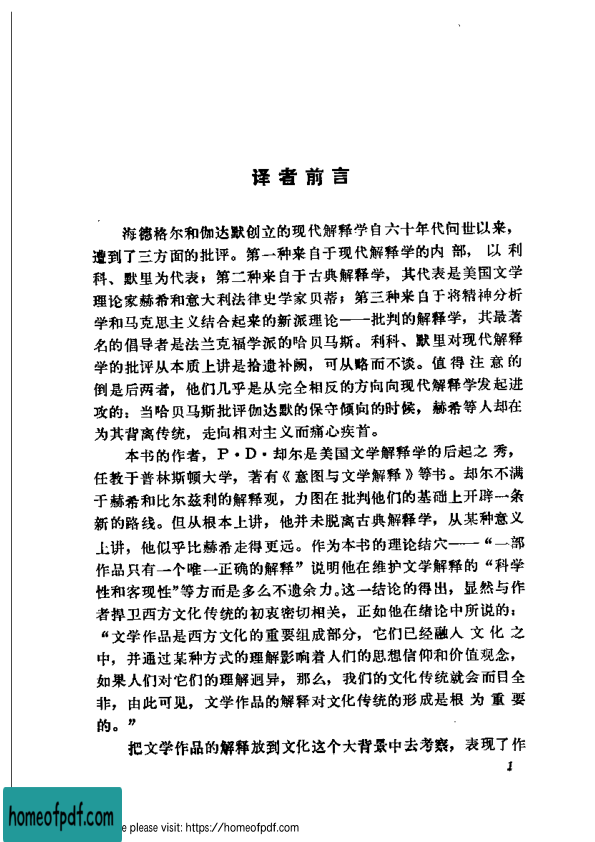 译者前言
海德格尔和伽达默创立的现代解释学自六十年代问世以来，
遭到了三方面的批评。第一种来自于现代解释学的内部，以利
科、默里为代表；第二种来自于古典解释学，其代表是美国文学
理论家赫希和意大利法律史学家贝蒂；第三种来自于将精神分析
学和马克思主义结合起来的新派理论——批判的解释学，其最著
名的倡导者是法兰克福学派的哈贝马斯。利科、默里对现代解释
学的批评从本质上讲是拾遗补阙，可从略而不谈。值得注意的
倒是后两者，他们几乎是从完全相反的方向向现代解释学发起进
攻的：当哈贝马斯批评伽达默的保守倾向的时候，赫希等人却在
为其背离传统，走向相对主义而痛心疾首。
本书的作者，P·D·却尔是美国文学解释学的后起之秀，
任教于普林斯顿大学，著有《意图与文学解释》等书。却尔不满
于赫希和比尔兹利的解释观，力图在批判他们的基础上开辟一条
新的路线。但从根本上讲，他并未脱离古典解释学，从某种意义
上讲，他似乎比赫希走得更远。作为本书的理论结穴——“一部
作品只有一个唯一正确的解释”说明他在维护文学解释的“科学
性和客现性”等方面是多么不遗余力。这一结论的得出，显然与作
者捍卫西方文化传统的初衷密切相关，正如他在绪论中所说的：
“文学作品是西方文化的重要组成部分，它们已经融人文化之
中，并通过某种方式的理解影响着人们的思想信仰和价值观念，
如果人们对它们的理解迥异，那么，我们的文化传统就会面目全
非，由此可见，文学作品的解释对文化传统的形成是根为重要
的。”
把文学作品的解释放到文化这个大背景中去考察，表现了作
1
homeofpdf.com
e please visit: https://homeofpdf.com